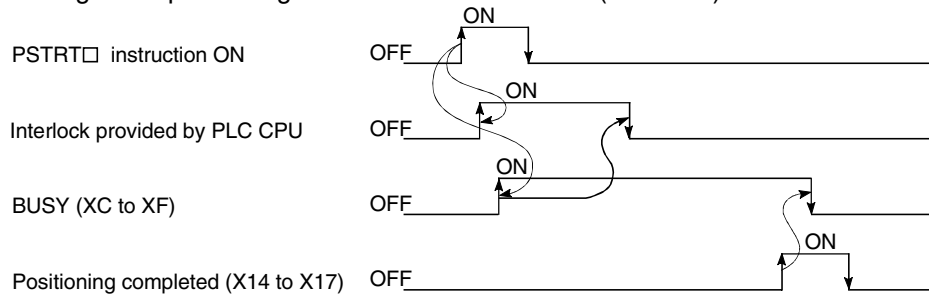 ON
PSTRT□ instruction ON OFF
ON
Interlock provided by PLC CPU OFF
ON
BUSY (XC to XF) OFF
ON
Positioning completed (X14 to X17) OFF